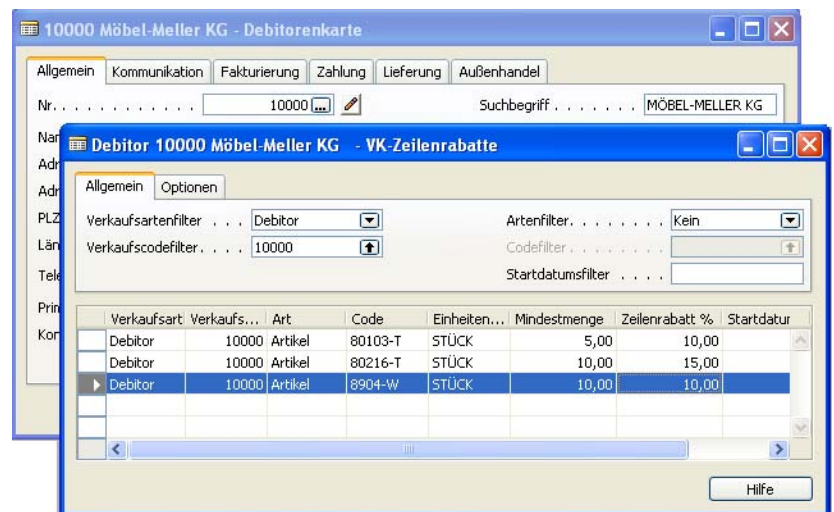 10000 Möbel-Meller KG - Debitorenkarte
Allgemein Kommunikation Fakturierung Zahlung Lieferung Außenhandel
Nr. . . . . . . . . . . . . 10000 Suchbegriff . . . . . . . MÖBEL-MELLER KG
Debitor 10000 Möbel-Meller KG - VK-Zeilenrabatte
Allgemein Optionen
PLZ
Verkaufsartenfilter . . . Debitor Artenfilter. . . . . . . . . Kein
Verkaufscodefilter. . . . 10000 Codefilter. . . . . . . . .
Startdatumsfilter . . . .
Verkaufsart Verkaufs... Art Code Einheiten... Mindestmenge Zeilenrabatt % Startdatur
Debitor 10000 Artikel 80103-T STÜCK 5,00 10,00
Debitor 10000 Artikel 80216-T STÜCK 10,00 15,00
Debitor 10000 Artikel 8904-W STÜCK 10,00 10,00
Hilfe